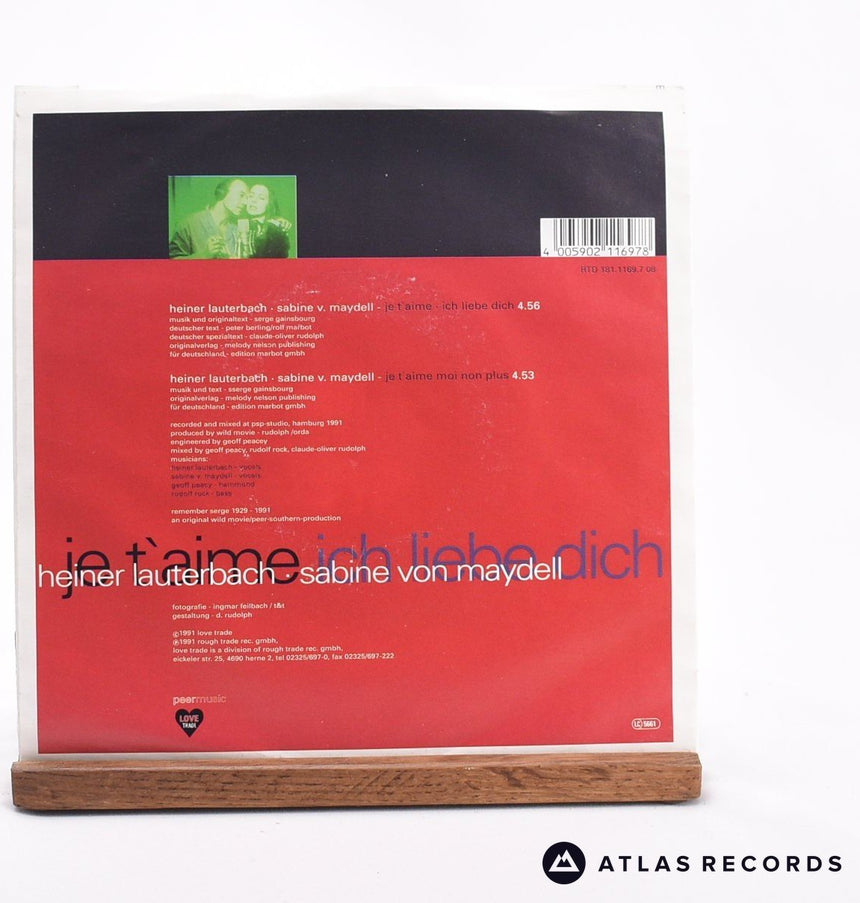 4 005902 116978
RTD 181.1169.7 08
heiner lauterbach · sabine v. maydell - je t`aime - ich liebe dich 4.56
musik und originaltext - serge gainsbourg
deutscher text - peter berling/rolf marbot
deutscher spezialtext - claude-oliver rudolph
originalverlag - melody nelson publishing
für deutschland - edition marbot gmbh
heiner lauterbach · sabine v. maydell - je t`aime moi non plus 4.53
musik und text - sserge gainsbourg
originalverlag - melody nelson publishing
für deutschland - edition marbot gmbh
recorded and mixed at psp-studio, hamburg 1991
produced by wild movie - rudolph /orda
engineered by geoff peacey
mixed by geoff peacy, rudolf rock, claude-oliver rudolph
musicians:
heiner lauterbach - vocals
sabine v. maydell - vocals
geoff peacy - hammond
rudolf rock - bass
remember serge 1929 - 1991
an original wild movie/peer-southern-production
je t`aime ich liebe dich
heiner lauterbach · sabine von maydell
fotografie - ingmar feilbach / t&t
gestaltung - d. rudolph
©1991 love trade
℗1991 rough trade rec. gmbh,
love trade is a division of rough trade rec. gmbh,
eickeler str. 25, 4690 herne 2, tel 02325/697-0, fax 02325/697-222
peermusic
LOVE
TRADE
LC 5661
ATLAS RECORDS